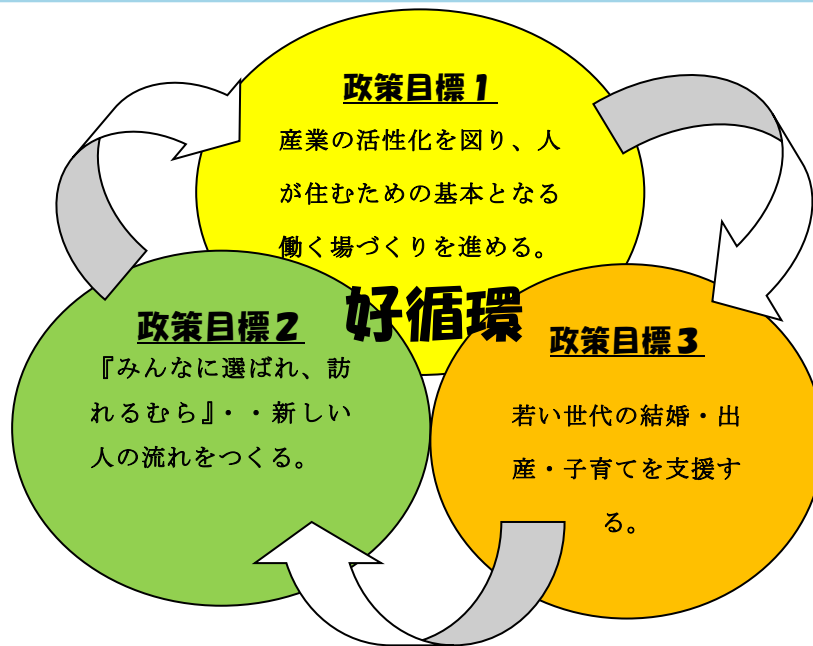 政策目標1
産業の活性化を図り、人
が住むための基本となる
働く場づくりを進める。
好循環
政策目標2
『みんなに選ばれ、訪
れるむら』・・新しい
人の流れをつくる。
政策目標3
若い世代の結婚・出
産・子育てを支援す
る。